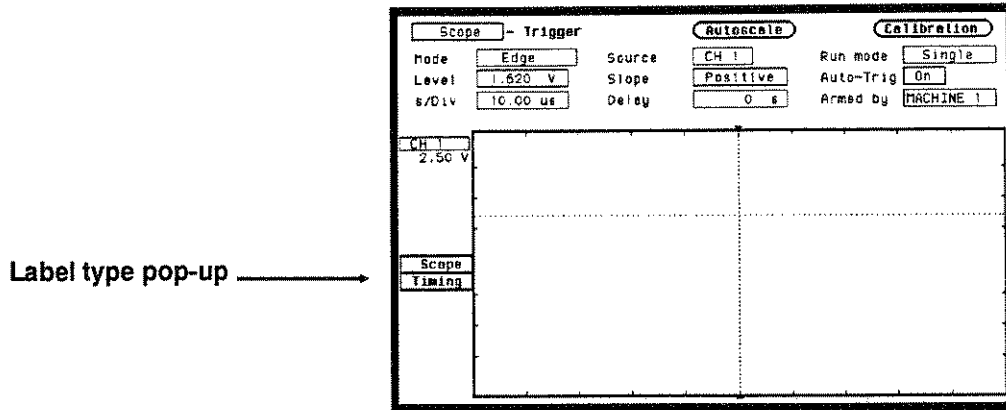 Scope - Trigger Autoscale Calibration
Mode Edge Source CH 1 Run mode Single
Level 1.620 V Slope Positive Auto-Trig On
s/Div 10.00 us Delay 0 s Armed by MACHINE 1
CH 1
2.50 V
Label type pop-up
Scope
Timing